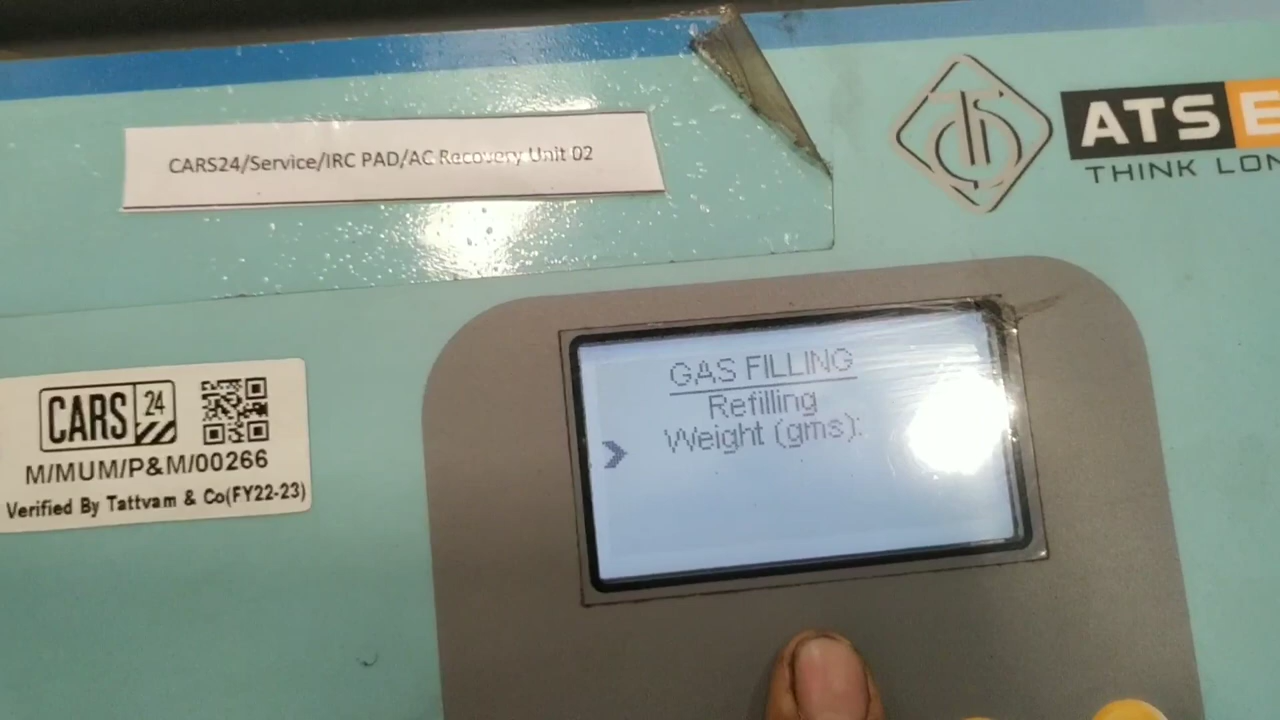 CARS24/Service/IRC PAD/AC Recovery Unit 02
ATS E
THINK LON
CARS 24
M/MUM/P&M/00266
Verified By Tattvam & Co(FY22-23)
GAS FILLING
Refilling
Weight (gms):